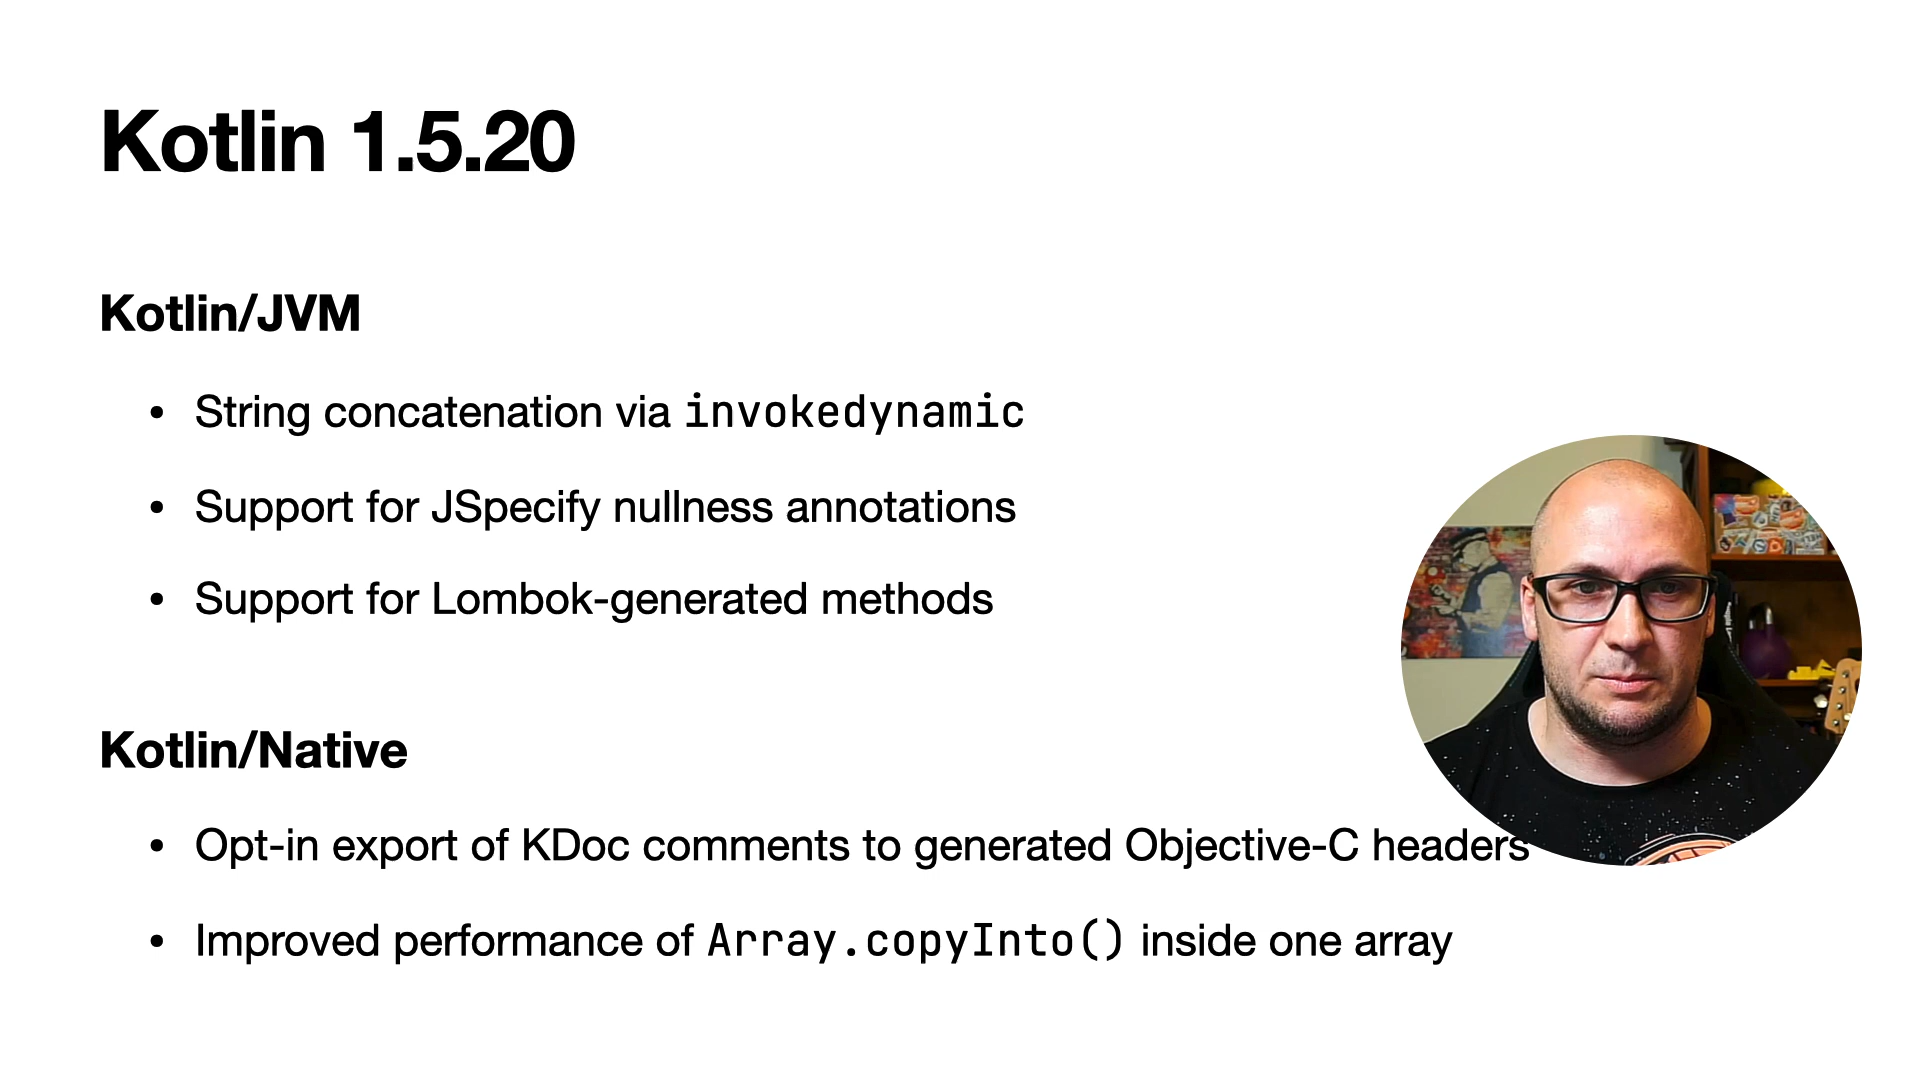 Kotlin 1.5.20
Kotlin/JVM
• String concatenation via invokedynamic
• Support for JSpecify nullness annotations
• Support for Lombok-generated methods
Kotlin/Native
• Opt-in export of KDoc comments to generated Objective-C headers
• Improved performance of Array.copyInto() inside one array